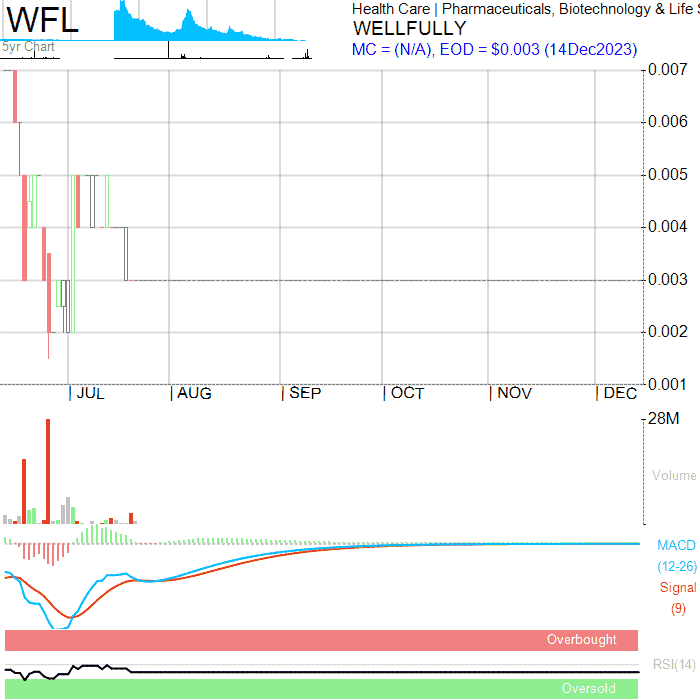 WFL
5yr Chart
Health Care | Pharmaceuticals, Biotechnology & Life S
WELLFULLY
MC = (N/A), EOD = $0.003 (14Dec2023)
0.007
0.006
0.005
0.004
0.003
0.002
0.001
| JUL | AUG | SEP | OCT | NOV | DEC
28M
Volume
MACD
(12-26)
Signal
(9)
Overbought
RSI(14)
Oversold